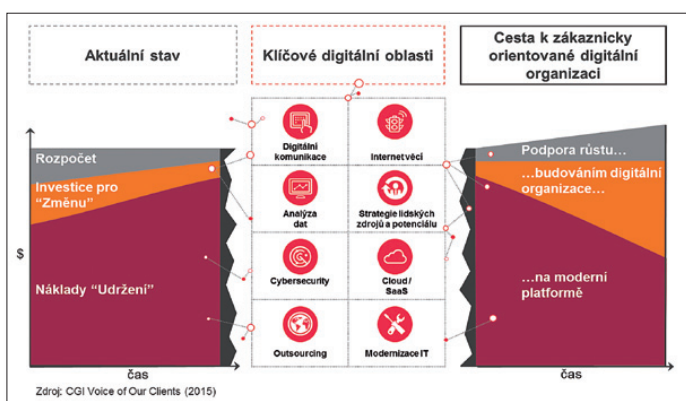 Aktuální stav
Klíčové digitální oblasti
Cesta k zákaznicky
orientované digitální
organizaci
Rozpočet
Investice pro
"Změnu"
Náklady "Udržení"
$
čas
Digitální
komunikace
Internet věcí
Analýza
dat
Strategie lidských
zdrojů a potenciálu
Cybersecurity
Cloud/
SaaS
Outsourcing
Modernizace IT
Podpora růstu...
...budováním digitální
organizace...
...na moderní
platformě
čas
Zdroj: CGI Voice of Our Clients (2015)